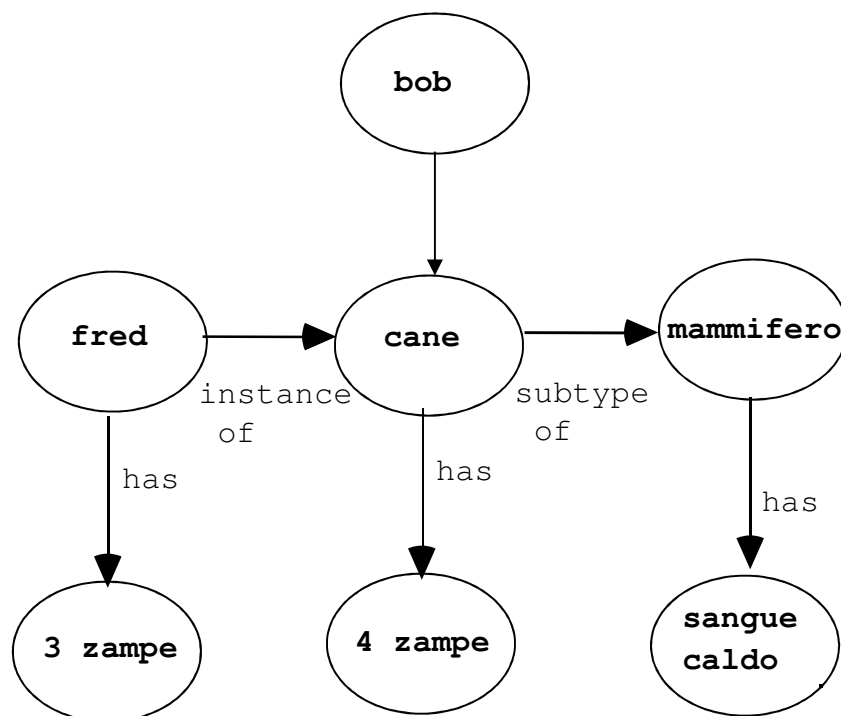 bob
fred
cane
mammifero
instance
of
subtype
of
has
has
has
3 zampe
4 zampe
sangue
caldo